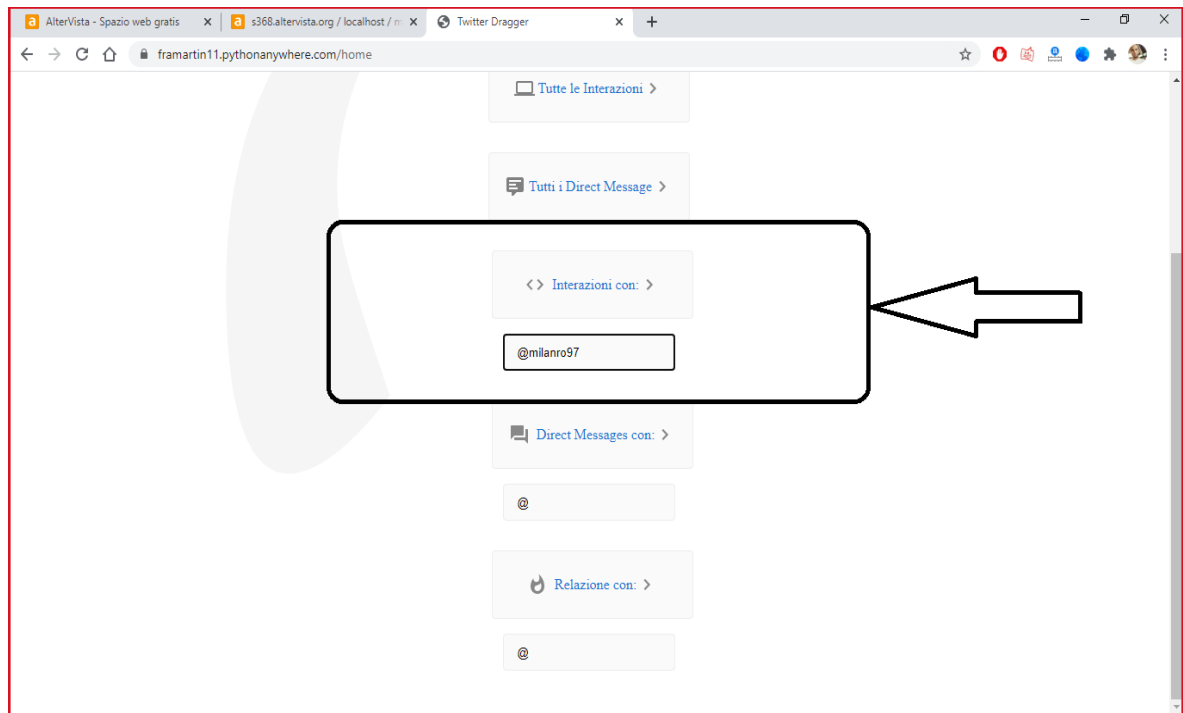 AlterVista - Spazio web gratis
s368.altervista.org / localhost / m
Twitter Dragger
framartin11.pythonanywhere.com/home
Tutte le Interazioni
Tutti i Direct Message
Interazioni con:
@milanro97
Direct Messages con:
@
Relazione con:
@